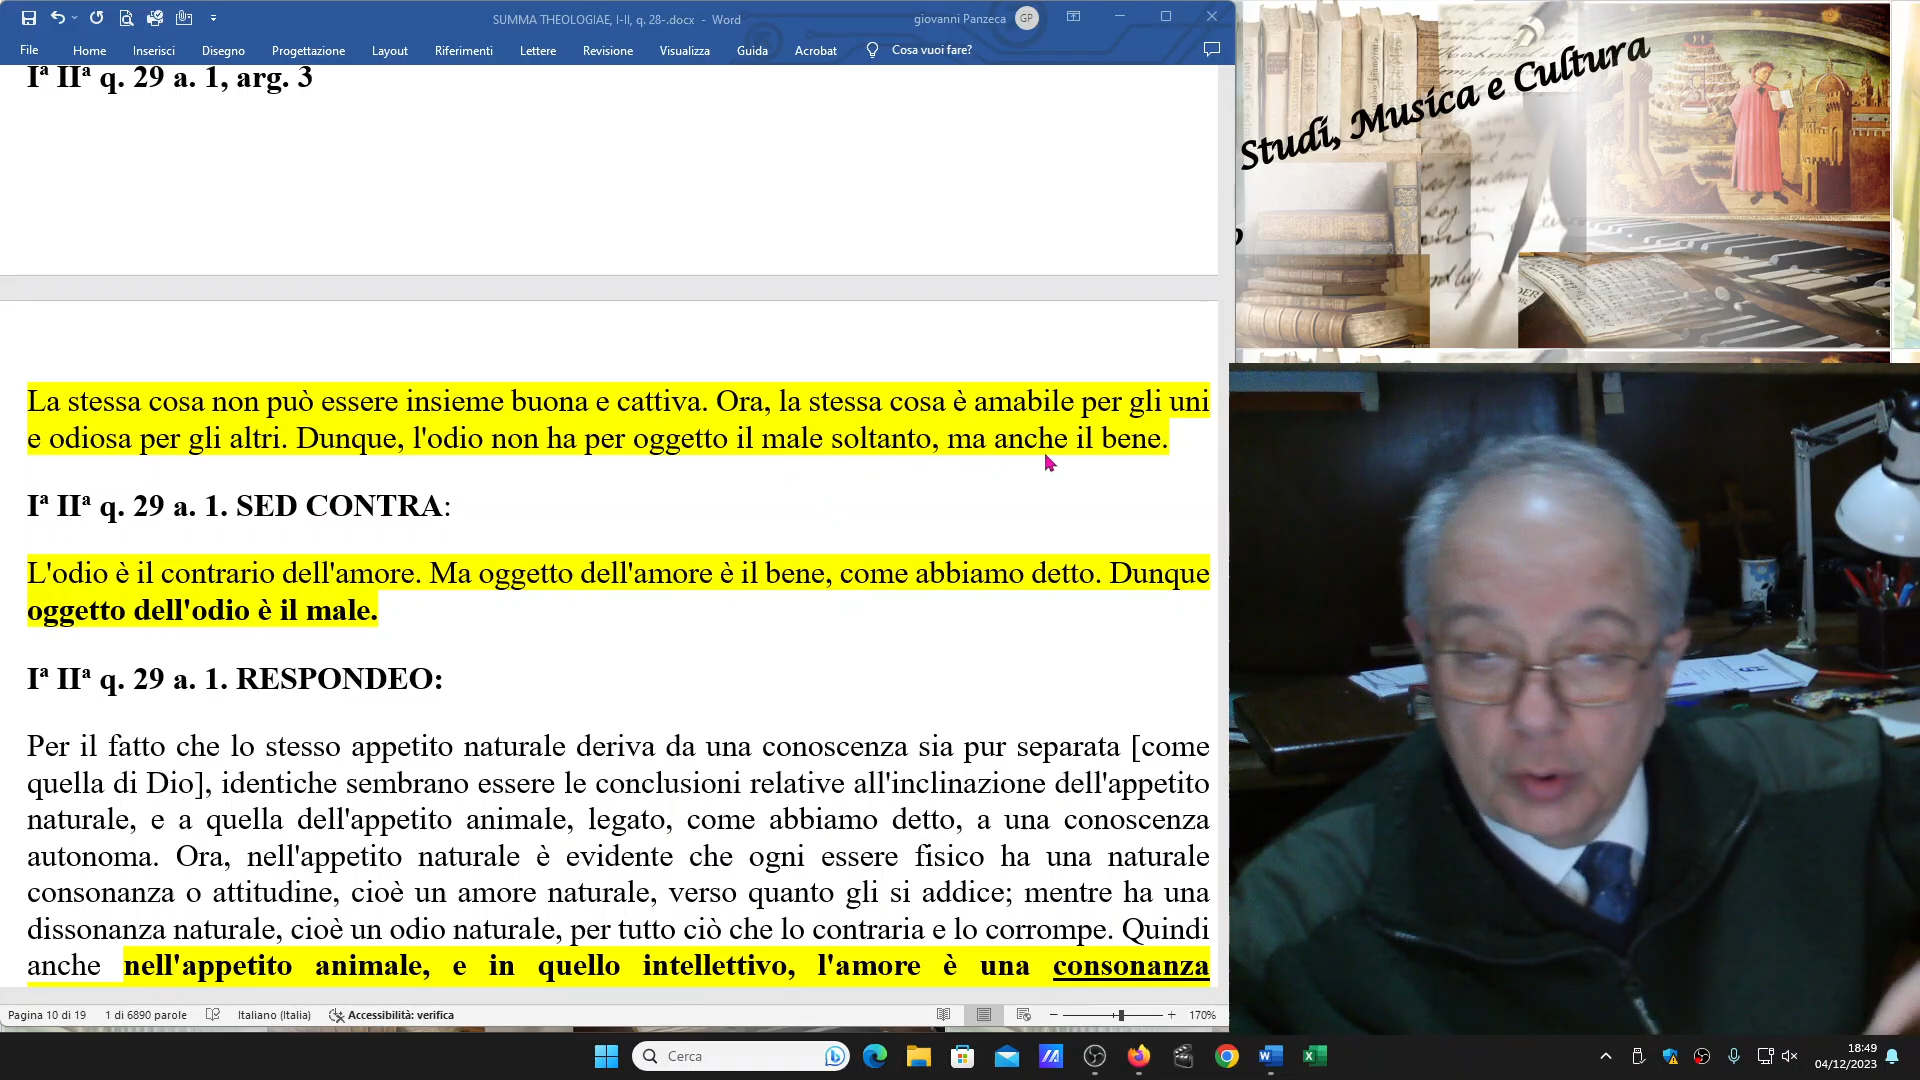 SUMMA THEOLOGIAE, I-II, q. 28-.docx - Word
giovanni Panzeca GP
File Home Inserisci Disegno Progettazione Layout Riferimenti Lettere Revisione Visualizza Guida Acrobat Cosa vuoi fare?
Iª IIª q. 29 a. 1, arg. 3
La stessa cosa non può essere insieme buona e cattiva. Ora, la stessa cosa è amabile per gli uni
e odiosa per gli altri. Dunque, l'odio non ha per oggetto il male soltanto, ma anche il bene.
Iª IIª q. 29 a. 1. SED CONTRA:
L'odio è il contrario dell'amore. Ma oggetto dell'amore è il bene, come abbiamo detto. Dunque
oggetto dell'odio è il male.
Iª IIª q. 29 a. 1. RESPONDEO:
Per il fatto che lo stesso appetito naturale deriva da una conoscenza sia pur separata [come
quella di Dio], identiche sembrano essere le conclusioni relative all'inclinazione dell'appetito
naturale, e a quella dell'appetito animale, legato, come abbiamo detto, a una conoscenza
autonoma. Ora, nell'appetito naturale è evidente che ogni essere fisico ha una naturale
consonanza o attitudine, cioè un amore naturale, verso quanto gli si addice; mentre ha una
dissonanza naturale, cioè un odio naturale, per tutto ciò che lo contraria e lo corrompe. Quindi
anche nell'appetito animale, e in quello intellettivo, l'amore è una consonanza
Pagina 10 di 19 1 di 6890 parole Italiano (Italia) Accessibilità: verifica 170%
Studi, Musica e Cultura
Cerca
18:49
04/12/2023